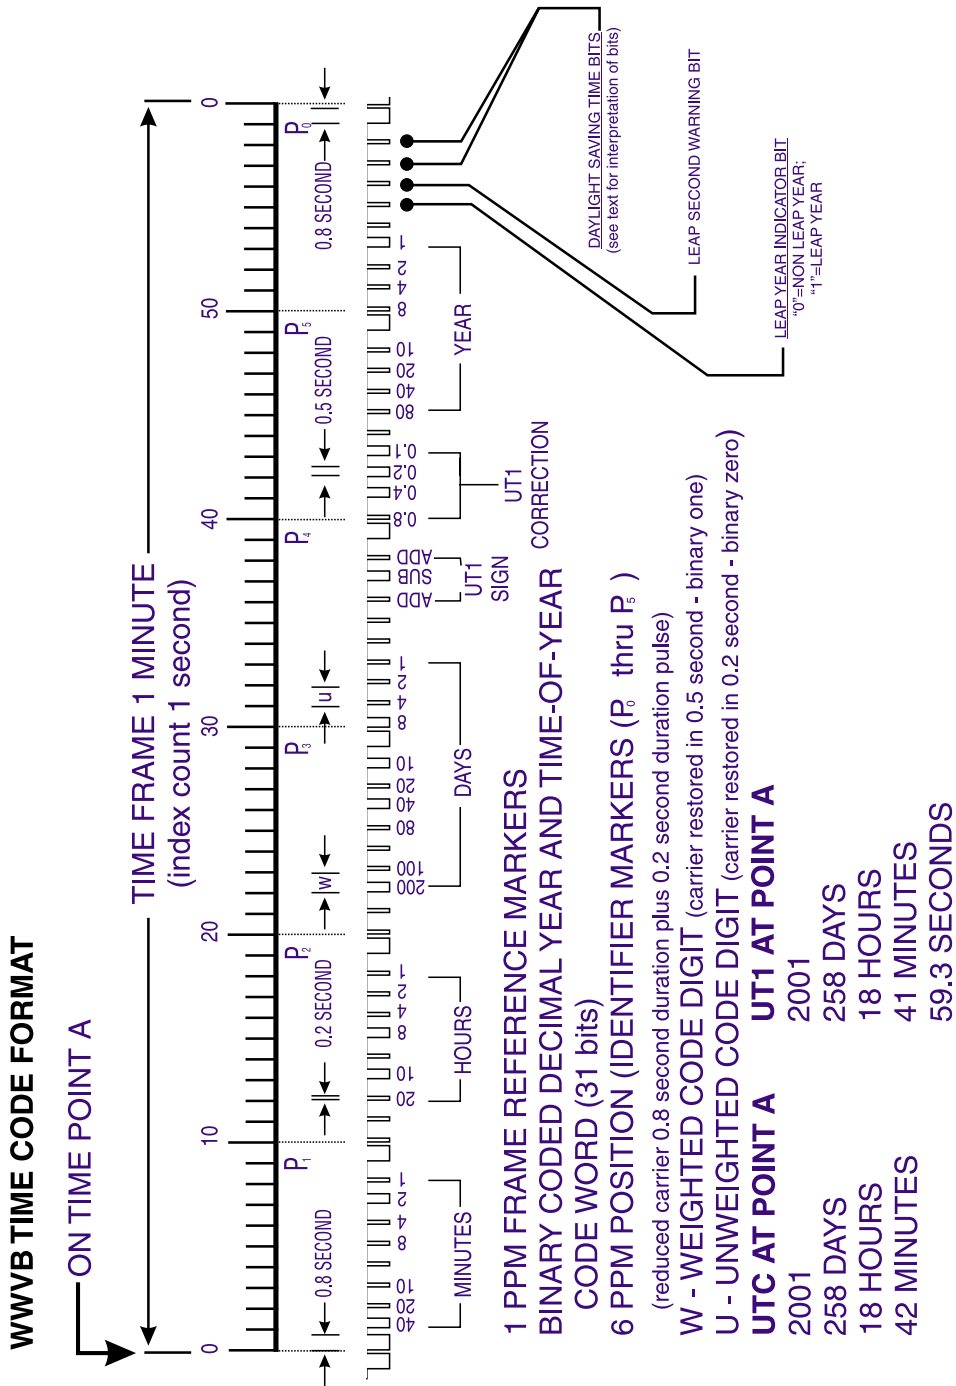 WWVB TIME CODE FORMAT
ON TIME POINT A
TIME FRAME 1 MINUTE
(index count 1 second)
0 10 20 30 40 50 0
P1 P2 P3 P4 P5 P0
0.8 SECOND 0.2 SECOND w u 0.5 SECOND 0.8 SECOND
40 20 10 8 4 2 1 20 10 8 4 2 1 200 100 80 40 20 10 8 4 2 1 ADD SUB ADD 0.8 0.4 0.2 0.1 80 40 20 10 8 4 2 1
MINUTES HOURS DAYS UT1 SIGN UT1 CORRECTION YEAR
DAYLIGHT SAVING TIME BITS
(see text for interpretation of bits)
LEAP SECOND WARNING BIT
LEAP YEAR INDICATOR BIT
"0"=NON LEAP YEAR;
"1"=LEAP YEAR
1 PPM FRAME REFERENCE MARKERS
BINARY CODED DECIMAL YEAR AND TIME-OF-YEAR
CODE WORD (31 bits)
6 PPM POSITION (IDENTIFIER MARKERS (P0 thru P5 )
(reduced carrier 0.8 second duration plus 0.2 second duration pulse)
W - WEIGHTED CODE DIGIT (carrier restored in 0.5 second - binary one)
U - UNWEIGHTED CODE DIGIT (carrier restored in 0.2 second - binary zero)
UTC AT POINT A
2001
258 DAYS
18 HOURS
42 MINUTES
UT1 AT POINT A
2001
258 DAYS
18 HOURS
41 MINUTES
59.3 SECONDS